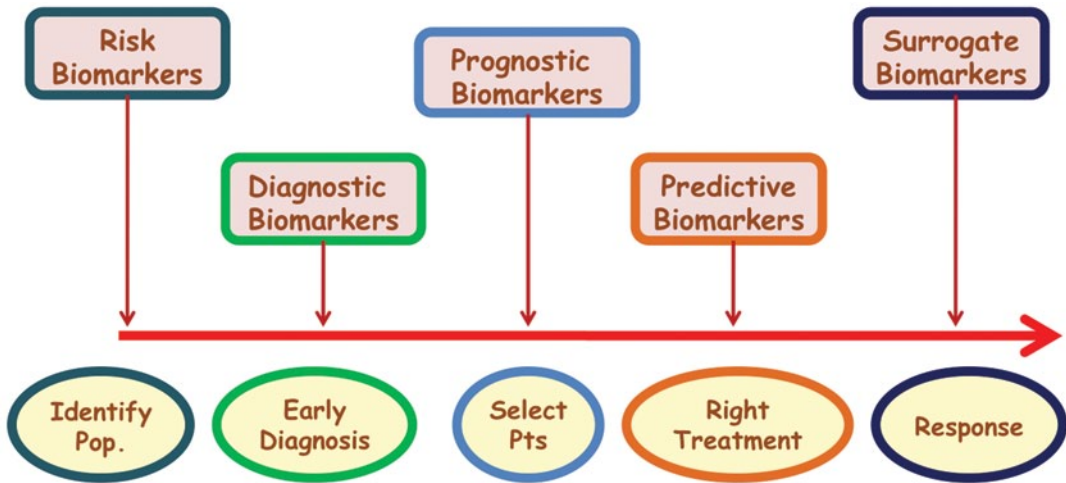 Risk
Biomarkers
Prognostic
Biomarkers
Surrogate
Biomarkers
Diagnostic
Biomarkers
Predictive
Biomarkers
Identify
Pop.
Early
Diagnosis
Select
Pts
Right
Treatment
Response